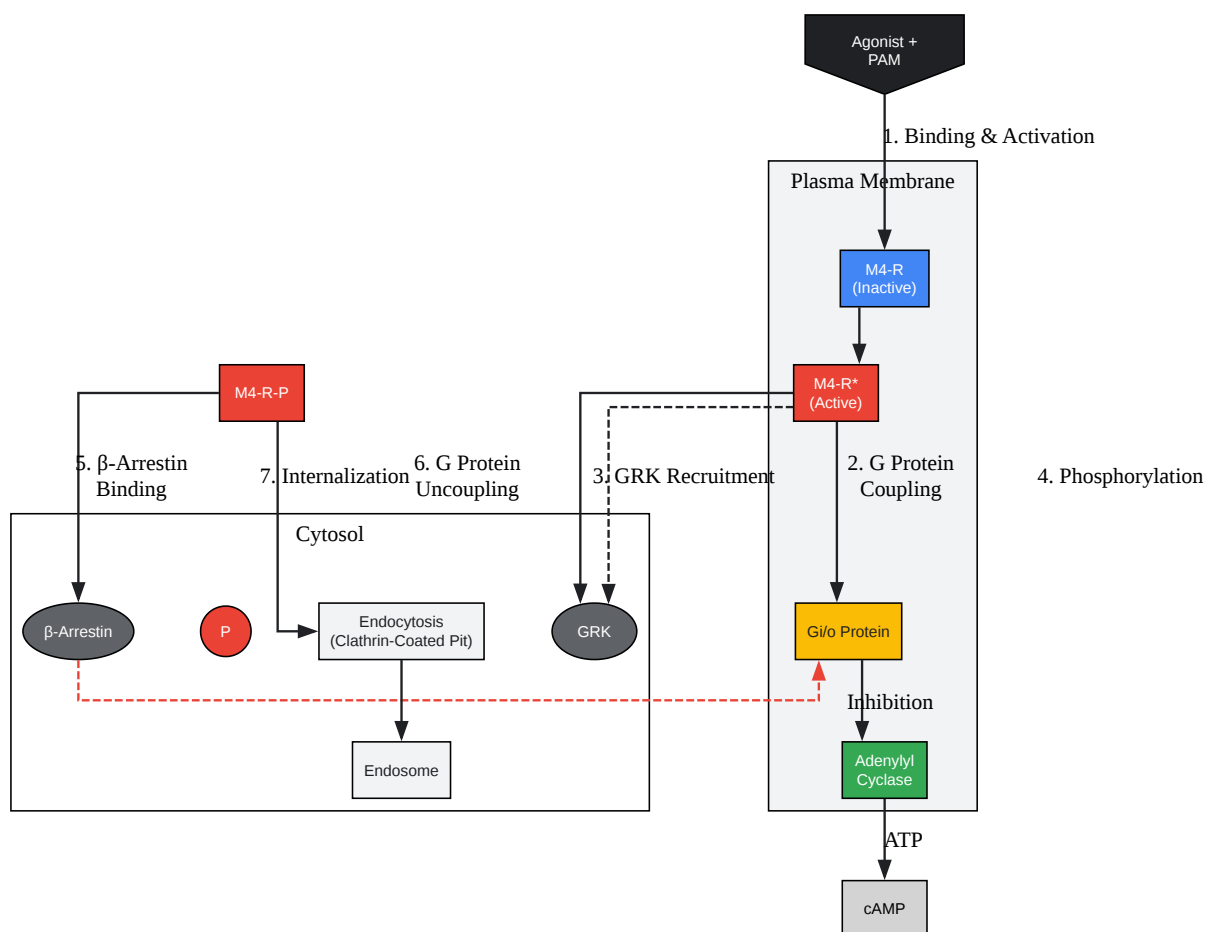 Agonist +
PAM
1. Binding & Activation
Plasma Membrane
M4-R
(Inactive)
M4-R-P
M4-R*
(Active)
5. β-Arrestin
Binding
7. Internalization
6. G Protein
Uncoupling
3. GRK Recruitment
2. G Protein
Coupling
4. Phosphorylation
Cytosol
β-Arrestin
P
Endocytosis
(Clathrin-Coated Pit)
GRK
Gi/o Protein
Inhibition
Endosome
Adenylyl
Cyclase
ATP
cAMP